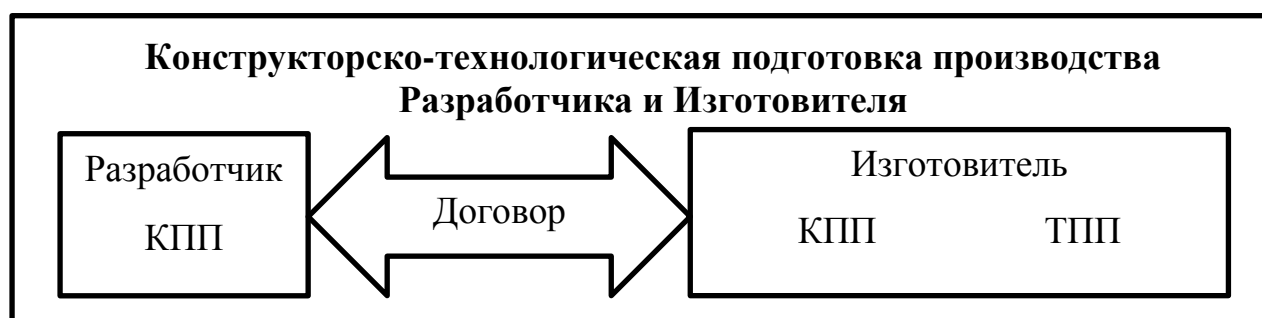 Конструкторско-технологическая подготовка производства
Разработчика и Изготовителя
Разработчик
КПП
Договор
Изготовитель
КПП ТПП